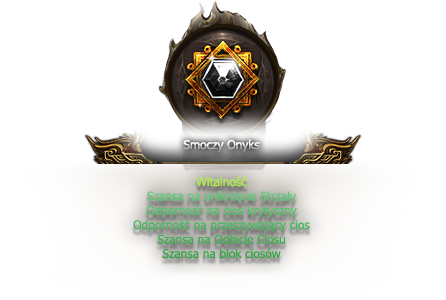 Smoczy Onyks
Witalność
Szansa na uniknięcie Strzały
Odporność na cios krytyczny
Odporność na przeszywający cios
Szansa na Odbicie Ciosu
Szansa na blok ciosów